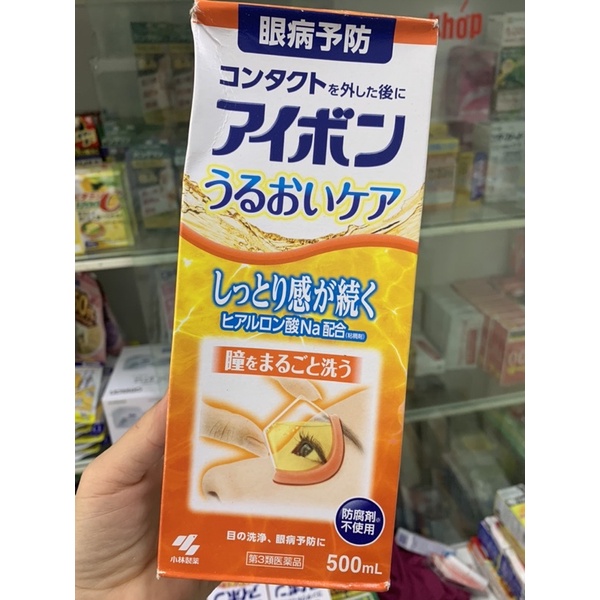 眼病予防
コンタクトを外した後に
アイボン
うるおいケア
しっとり感が続く
ヒアルロン酸Na配合(粘稠剤)
瞳をまるごと洗う
防腐剤
不使用
目の洗浄、眼病予防に
小林製薬
第3類医薬品
500mL
hop